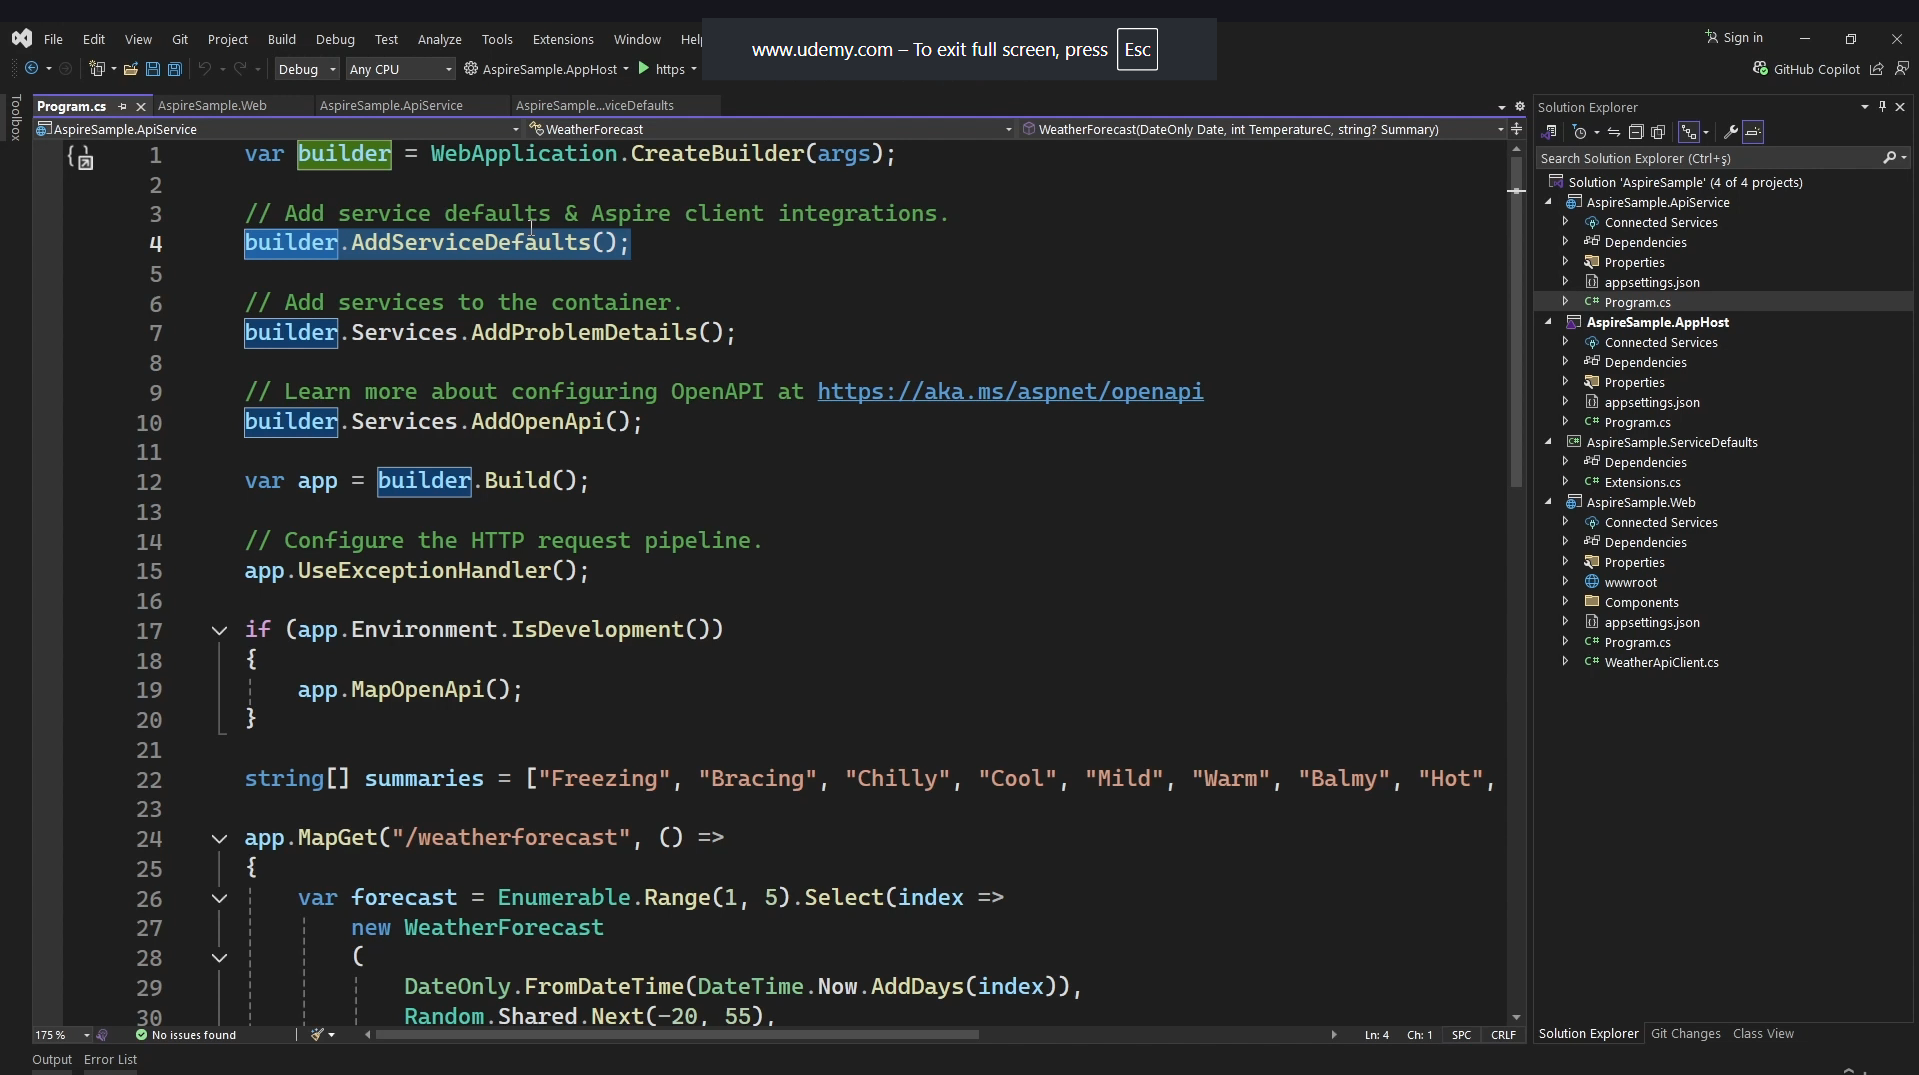 www.udemy.com – To exit full screen, press Esc
File Edit View Git Project Build Debug Test Analyze Tools Extensions Window Help
Sign in
Debug Any CPU AspireSample.AppHost https
GitHub Copilot
Toolbox
Program.cs AspireSample.Web AspireSample.ApiService AspireSample...viceDefaults
AspireSample.ApiService WeatherForecast WeatherForecast(DateOnly Date, int TemperatureC, string? Summary)
1 var builder = WebApplication.CreateBuilder(args);
2
3 // Add service defaults & Aspire client integrations.
4 builder.AddServiceDefaults();
5
6 // Add services to the container.
7 builder.Services.AddProblemDetails();
8
9 // Learn more about configuring OpenAPI at https://aka.ms/aspnet/openapi
10 builder.Services.AddOpenApi();
11
12 var app = builder.Build();
13
14 // Configure the HTTP request pipeline.
15 app.UseExceptionHandler();
16
17 if (app.Environment.IsDevelopment())
18 {
19 app.MapOpenApi();
20 }
21
22 string[] summaries = ["Freezing", "Bracing", "Chilly", "Cool", "Mild", "Warm", "Balmy", "Hot",
23
24 app.MapGet("/weatherforecast", () =>
25 {
26 var forecast = Enumerable.Range(1, 5).Select(index =>
27 new WeatherForecast
28 (
29 DateOnly.FromDateTime(DateTime.Now.AddDays(index)),
30 Random.Shared.Next(-20, 55),
175 % No issues found Ln: 4 Ch: 1 SPC CRLF
Output Error List
Solution Explorer
Search Solution Explorer (Ctrl+ş)
Solution 'AspireSample' (4 of 4 projects)
AspireSample.ApiService
Connected Services
Dependencies
Properties
appsettings.json
C# Program.cs
AspireSample.AppHost
Connected Services
Dependencies
Properties
appsettings.json
C# Program.cs
C# AspireSample.ServiceDefaults
Dependencies
C# Extensions.cs
AspireSample.Web
Connected Services
Dependencies
Properties
wwwroot
Components
appsettings.json
C# Program.cs
C# WeatherApiClient.cs
Solution Explorer Git Changes Class View